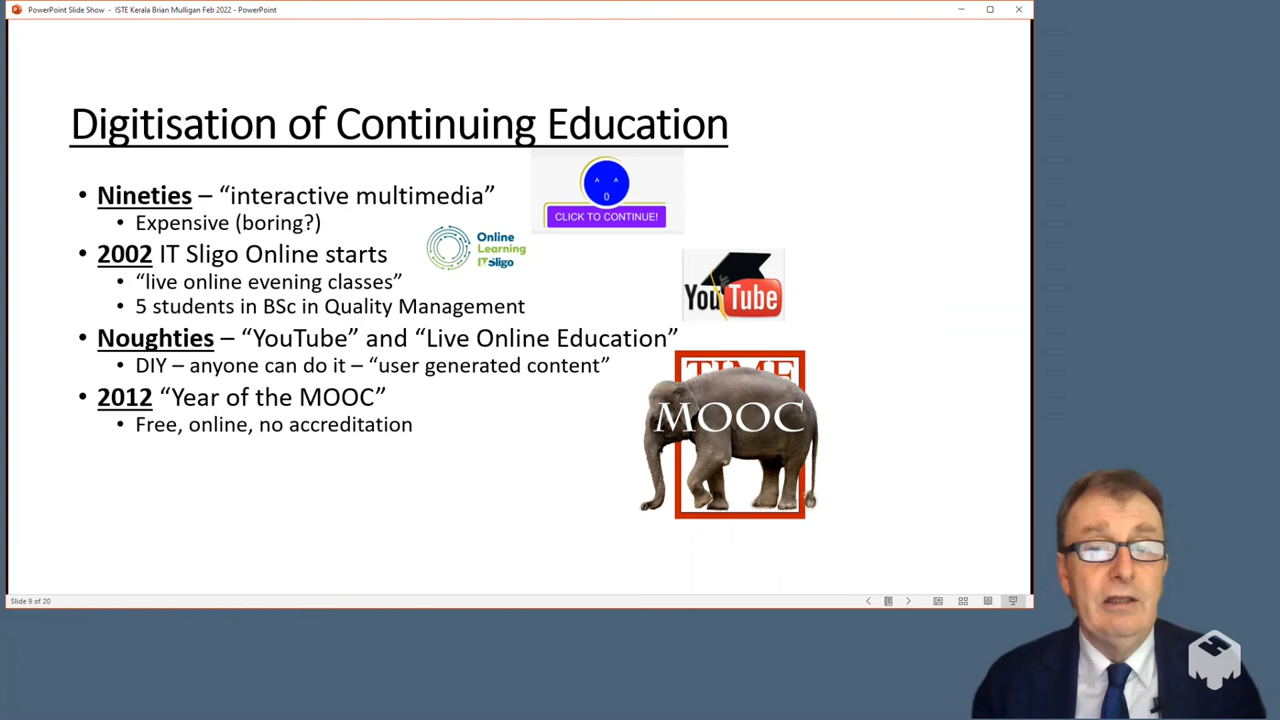 PowerPoint Slide Show - ISTE Kerala Brian Mulligan Feb 2022 - PowerPoint
Digitisation of Continuing Education
• Nineties – “interactive multimedia”
• Expensive (boring?)
^ ^
0
CLICK TO CONTINUE!
• 2002 IT Sligo Online starts
Online
Learning
IT Sligo
• “live online evening classes”
• 5 students in BSc in Quality Management
YouTube
• Noughties – “YouTube” and “Live Online Education”
• DIY – anyone can do it – “user generated content”
• 2012 “Year of the MOOC”
• Free, online, no accreditation
TIME
MOOC
Slide 9 of 20